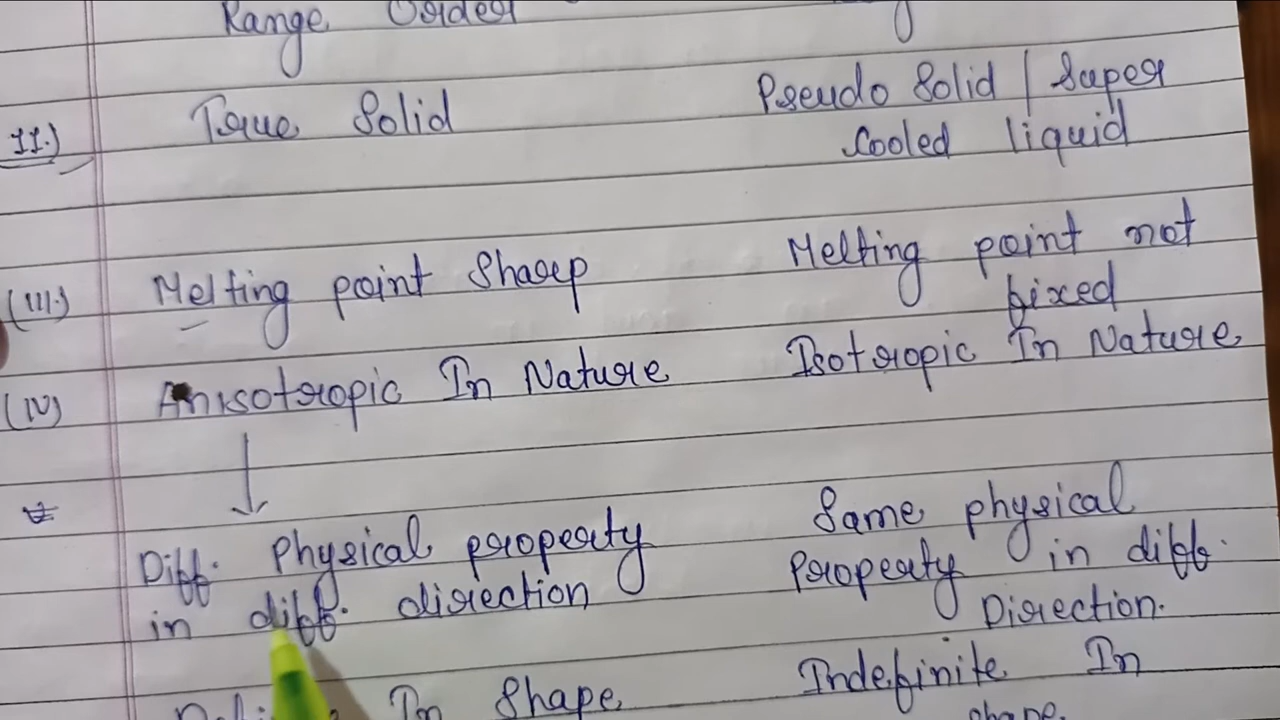 Range Order
II.) True Solid
Pseudo Solid / Super
Cooled liquid
(III.) Melting point Sharp
Melting point not
fixed
(IV) Anisotropic In Nature
Isotropic In Nature
Diff. Physical property
in diff. direction
Same physical
Property in diff.
Direction.
In Shape
Indefinite In
shape.